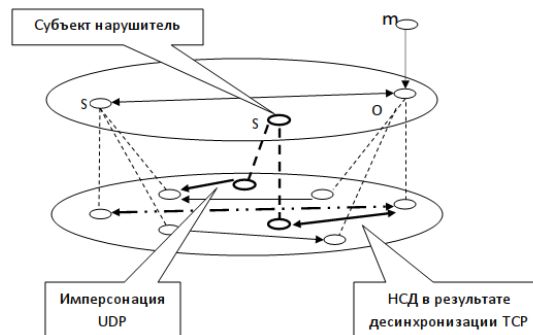 Субъект нарушитель
m
S
S
O
Имперсонация
UDP
НСД в результате
десинхронизации TCP